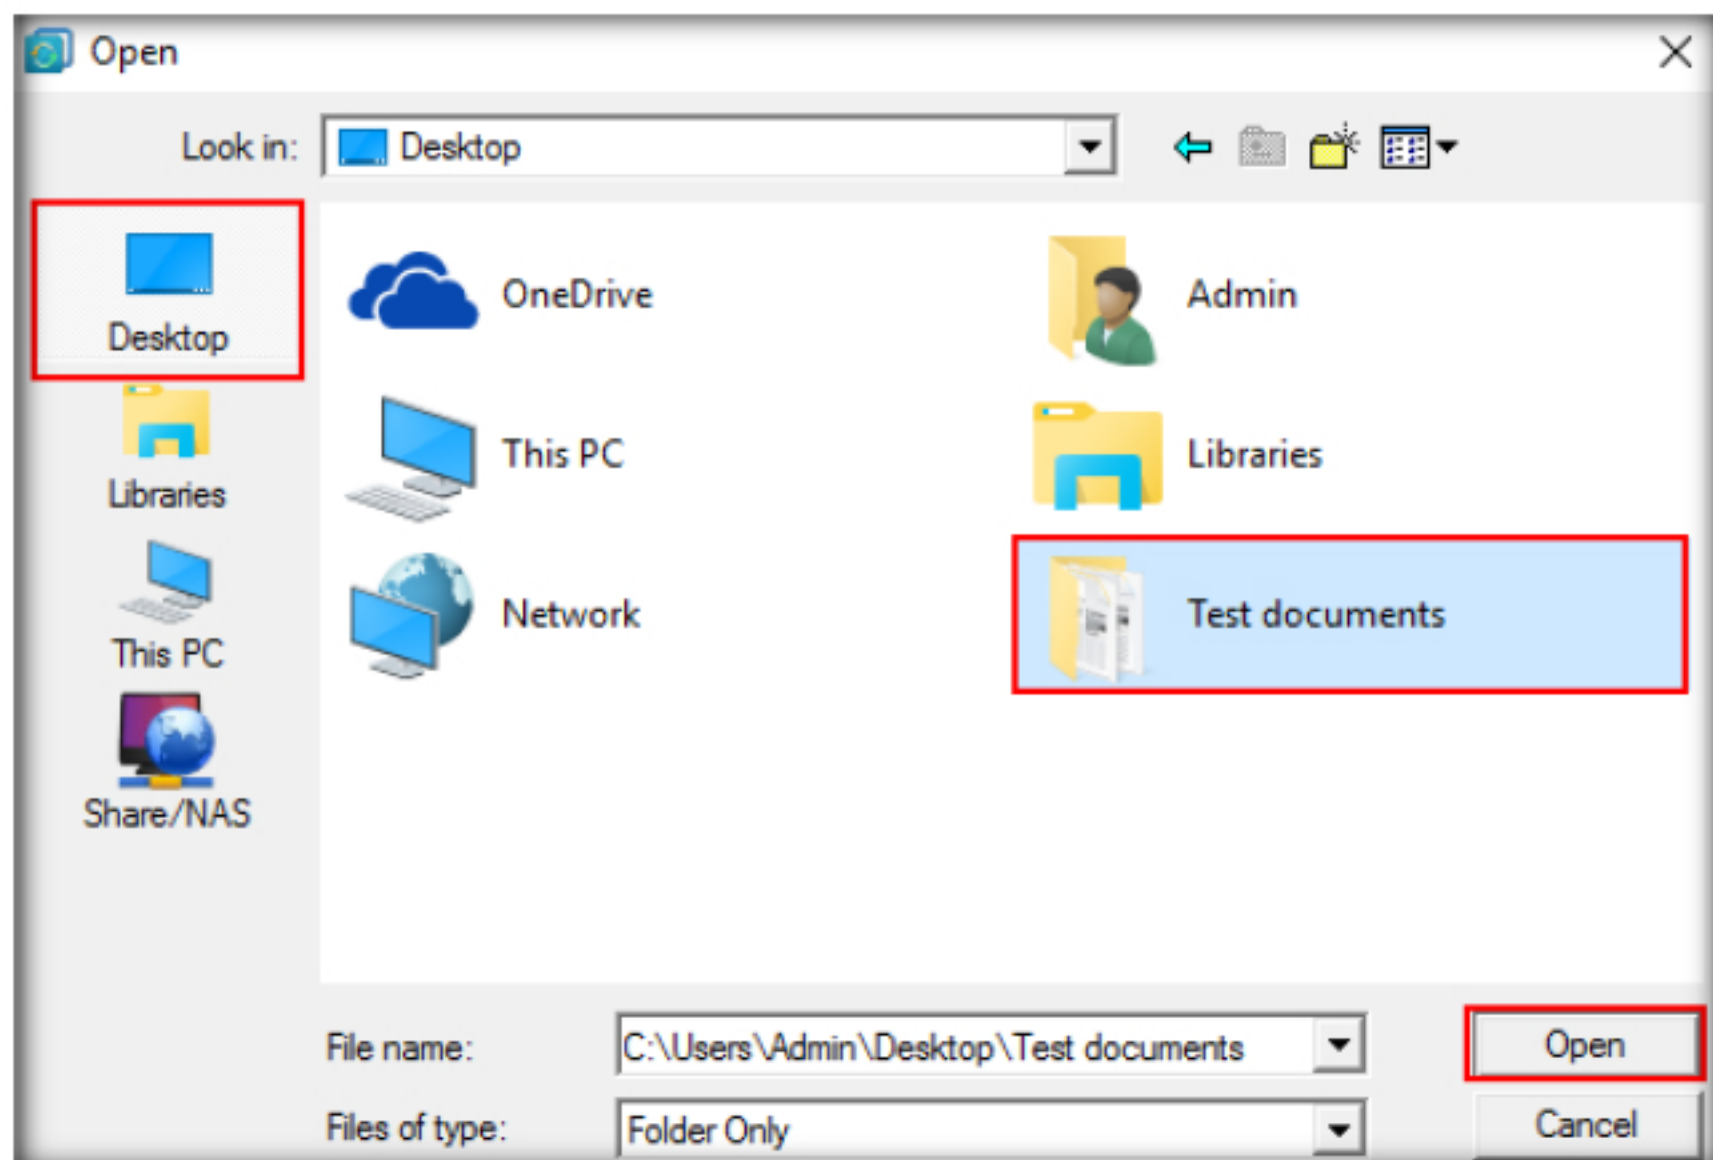 Open
Look in: Desktop
Desktop
Libraries
This PC
Share/NAS
OneDrive
Admin
This PC
Libraries
Network
Test documents
File name: C:\Users\Admin\Desktop\Test documents
Open
Files of type: Folder Only
Cancel